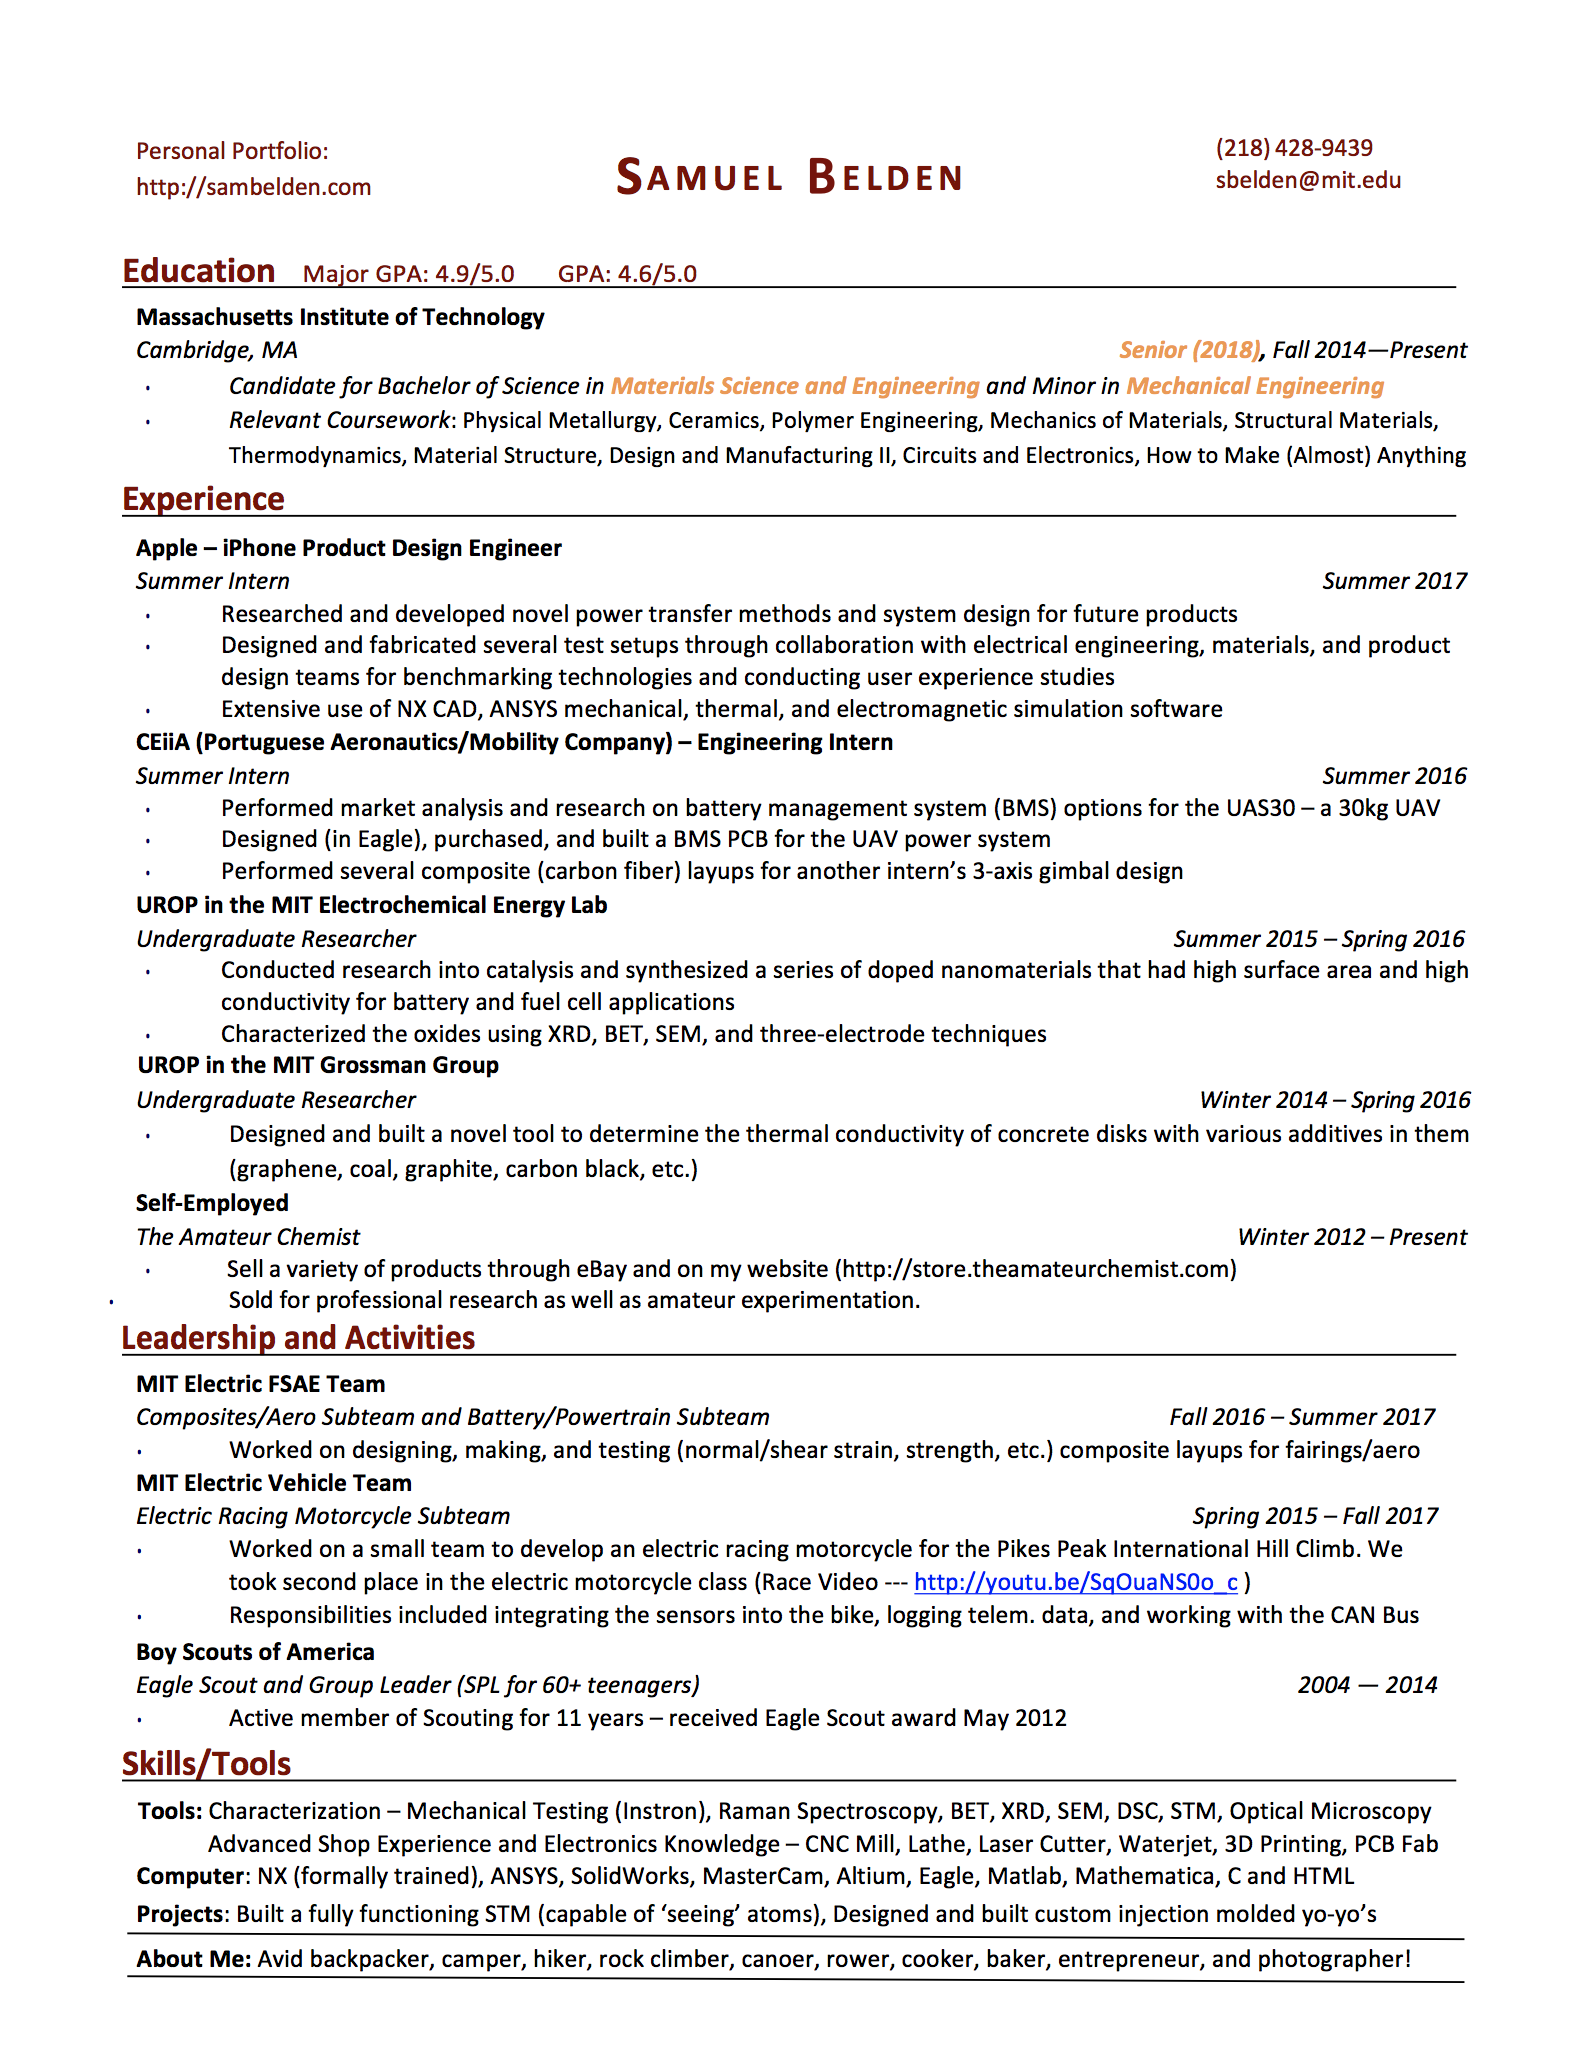 Personal Portfolio:
http://sambelden.com
SAMUEL BELDEN
(218) 428-9439
sbelden@mit.edu
Education Major GPA: 4.9/5.0 GPA: 4.6/5.0
Massachusetts Institute of Technology
Cambridge, MA Senior (2018), Fall 2014—Present
· Candidate for Bachelor of Science in Materials Science and Engineering and Minor in Mechanical Engineering
· Relevant Coursework: Physical Metallurgy, Ceramics, Polymer Engineering, Mechanics of Materials, Structural Materials,
Thermodynamics, Material Structure, Design and Manufacturing II, Circuits and Electronics, How to Make (Almost) Anything
Experience
Apple – iPhone Product Design Engineer
Summer Intern Summer 2017
· Researched and developed novel power transfer methods and system design for future products
· Designed and fabricated several test setups through collaboration with electrical engineering, materials, and product
design teams for benchmarking technologies and conducting user experience studies
· Extensive use of NX CAD, ANSYS mechanical, thermal, and electromagnetic simulation software
CEiiA (Portuguese Aeronautics/Mobility Company) – Engineering Intern
Summer Intern Summer 2016
· Performed market analysis and research on battery management system (BMS) options for the UAS30 – a 30kg UAV
· Designed (in Eagle), purchased, and built a BMS PCB for the UAV power system
· Performed several composite (carbon fiber) layups for another intern’s 3-axis gimbal design
UROP in the MIT Electrochemical Energy Lab
Undergraduate Researcher Summer 2015 – Spring 2016
· Conducted research into catalysis and synthesized a series of doped nanomaterials that had high surface area and high
conductivity for battery and fuel cell applications
· Characterized the oxides using XRD, BET, SEM, and three-electrode techniques
UROP in the MIT Grossman Group
Undergraduate Researcher Winter 2014 – Spring 2016
· Designed and built a novel tool to determine the thermal conductivity of concrete disks with various additives in them
(graphene, coal, graphite, carbon black, etc.)
Self-Employed
The Amateur Chemist Winter 2012 – Present
· Sell a variety of products through eBay and on my website (http://store.theamateurchemist.com)
· Sold for professional research as well as amateur experimentation.
Leadership and Activities
MIT Electric FSAE Team
Composites/Aero Subteam and Battery/Powertrain Subteam Fall 2016 – Summer 2017
· Worked on designing, making, and testing (normal/shear strain, strength, etc.) composite layups for fairings/aero
MIT Electric Vehicle Team
Electric Racing Motorcycle Subteam Spring 2015 – Fall 2017
· Worked on a small team to develop an electric racing motorcycle for the Pikes Peak International Hill Climb. We
took second place in the electric motorcycle class (Race Video --- http://youtu.be/SqOuaNS0o_c )
· Responsibilities included integrating the sensors into the bike, logging telem. data, and working with the CAN Bus
Boy Scouts of America
Eagle Scout and Group Leader (SPL for 60+ teenagers) 2004 — 2014
· Active member of Scouting for 11 years – received Eagle Scout award May 2012
Skills/Tools
Tools: Characterization – Mechanical Testing (Instron), Raman Spectroscopy, BET, XRD, SEM, DSC, STM, Optical Microscopy
Advanced Shop Experience and Electronics Knowledge – CNC Mill, Lathe, Laser Cutter, Waterjet, 3D Printing, PCB Fab
Computer: NX (formally trained), ANSYS, SolidWorks, MasterCam, Altium, Eagle, Matlab, Mathematica, C and HTML
Projects: Built a fully functioning STM (capable of ‘seeing’ atoms), Designed and built custom injection molded yo-yo’s
About Me: Avid backpacker, camper, hiker, rock climber, canoer, rower, cooker, baker, entrepreneur, and photographer!